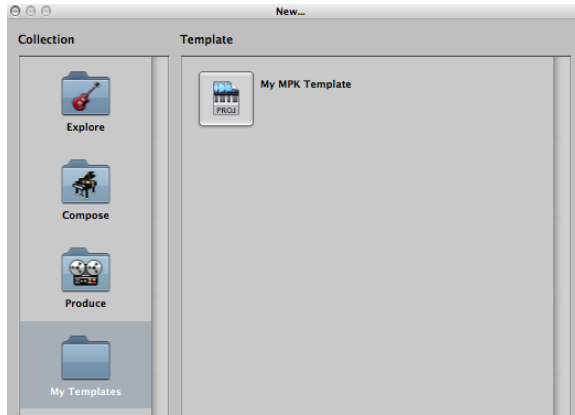 New...
Collection
Template
My MPK Template
PROJ
Explore
Compose
Produce
My Templates